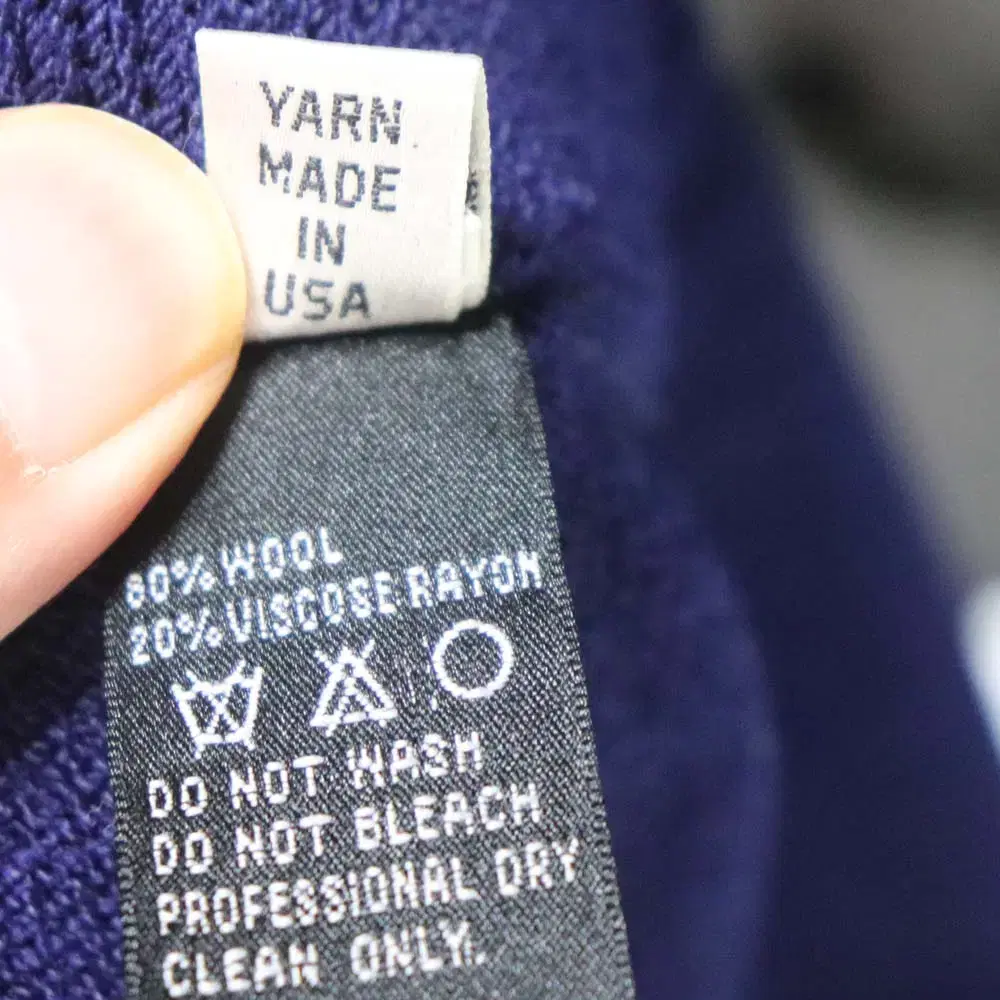 YARN
MADE
IN
USA
80% WOOL
20% VISCOSE RAYON
DO NOT WASH
DO NOT BLEACH
PROFESSIONAL DRY
CLEAN ONLY.